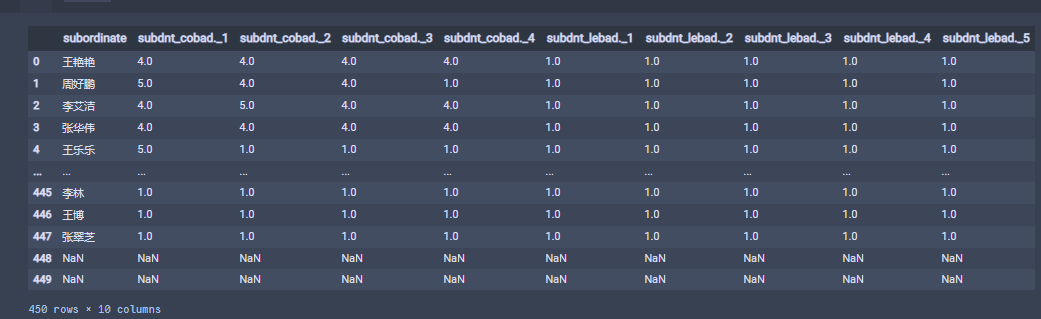 subordinate subdnt_cobad._1 subdnt_cobad._2 subdnt_cobad._3 subdnt_cobad._4 subdnt_lebad._1 subdnt_lebad._2 subdnt_lebad._3 subdnt_lebad._4 subdnt_lebad._5
0 王艳艳 4.0 4.0 4.0 4.0 1.0 1.0 1.0 1.0 1.0
1 周好鹏 5.0 4.0 4.0 1.0 1.0 1.0 1.0 1.0 1.0
2 李艾洁 4.0 5.0 4.0 4.0 1.0 1.0 1.0 1.0 1.0
3 张华伟 4.0 4.0 4.0 4.0 1.0 1.0 1.0 1.0 1.0
4 王乐乐 5.0 1.0 1.0 1.0 1.0 1.0 1.0 1.0 1.0
... ... ... ... ... ... ... ... ... ... ...
445 李林 1.0 1.0 1.0 1.0 1.0 1.0 1.0 1.0 1.0
446 王博 1.0 1.0 1.0 1.0 1.0 1.0 1.0 1.0 1.0
447 张翠芝 1.0 1.0 1.0 1.0 1.0 1.0 1.0 1.0 1.0
448 NaN NaN NaN NaN NaN NaN NaN NaN NaN NaN
449 NaN NaN NaN NaN NaN NaN NaN NaN NaN NaN
450 rows × 10 columns